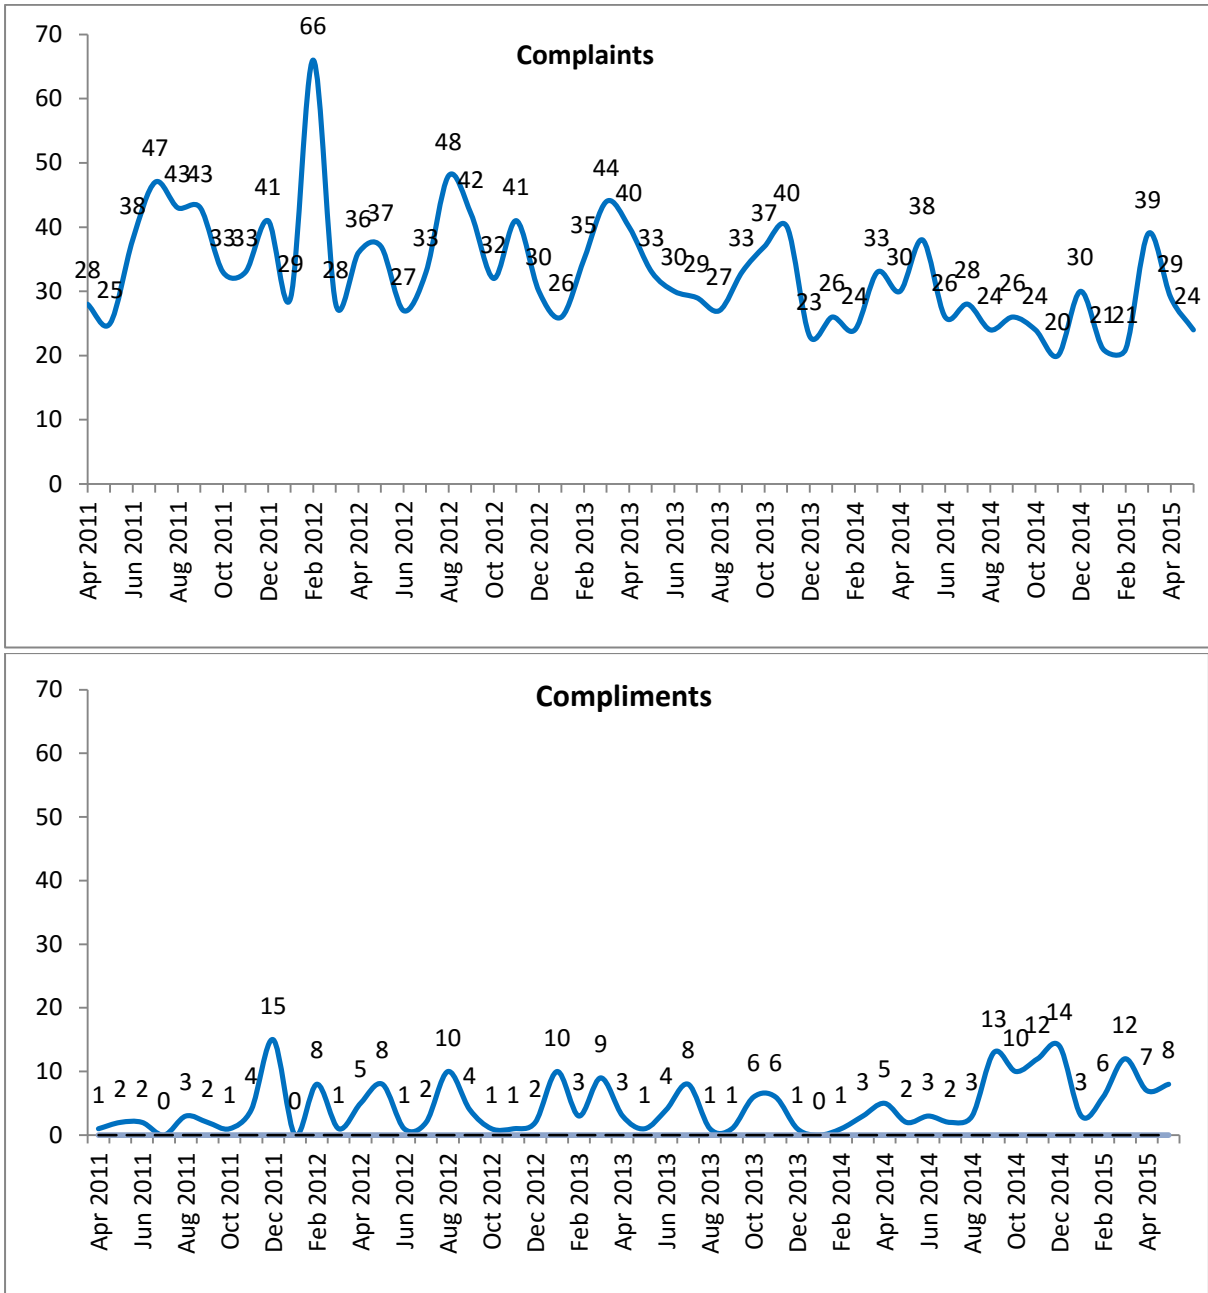 Complaints
70
60
50
40
30
20
10
0
28 25 38 47 43 43 33 33 41 29 66 28 36 37 27 33 48 42 32 41 30 26 35 44 40 33 30 29 27 33 37 40 23 26 24 33 30 38 26 28 24 26 24 20 30 21 21 39 29 24
Apr 2011
Jun 2011
Aug 2011
Oct 2011
Dec 2011
Feb 2012
Apr 2012
Jun 2012
Aug 2012
Oct 2012
Dec 2012
Feb 2013
Apr 2013
Jun 2013
Aug 2013
Oct 2013
Dec 2013
Feb 2014
Apr 2014
Jun 2014
Aug 2014
Oct 2014
Dec 2014
Feb 2015
Apr 2015
Compliments
70
60
50
40
30
20
10
0
1 2 2 0 3 2 1 4 15 0 8 1 5 8 1 2 10 4 1 1 2 10 3 9 3 1 4 8 1 1 6 6 1 0 1 3 5 2 3 2 3 13 10 12 14 3 6 12 7 8
Apr 2011
Jun 2011
Aug 2011
Oct 2011
Dec 2011
Feb 2012
Apr 2012
Jun 2012
Aug 2012
Oct 2012
Dec 2012
Feb 2013
Apr 2013
Jun 2013
Aug 2013
Oct 2013
Dec 2013
Feb 2014
Apr 2014
Jun 2014
Aug 2014
Oct 2014
Dec 2014
Feb 2015
Apr 2015